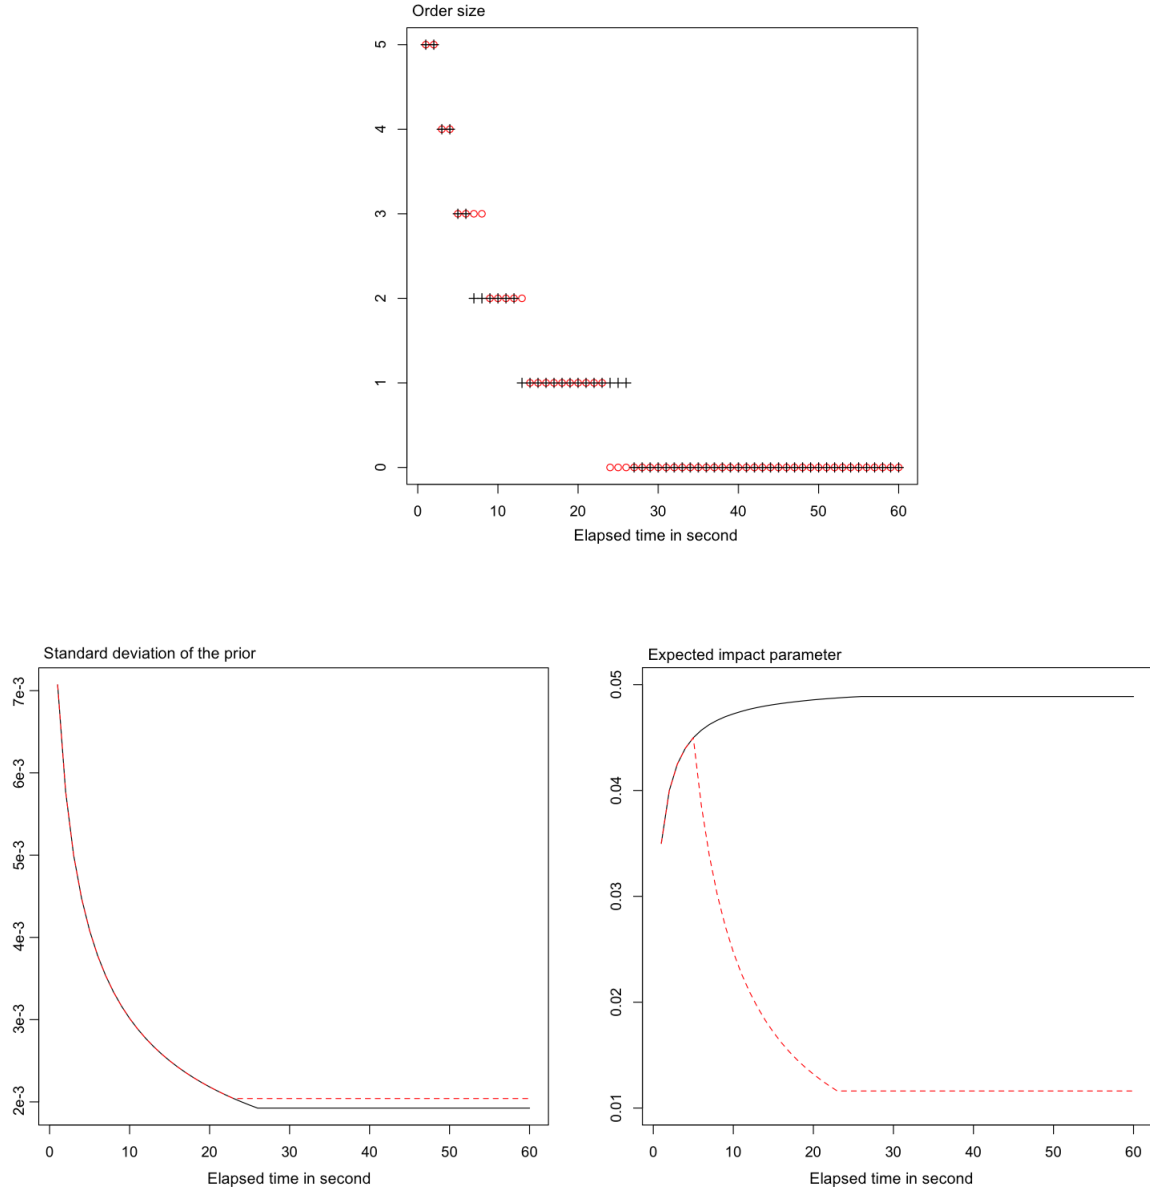 Order size
5
4
3
2
1
0
0 10 20 30 40 50 60
Elapsed time in second
Standard deviation of the prior
7e-3
6e-3
5e-3
4e-3
3e-3
2e-3
0 10 20 30 40 50 60
Elapsed time in second
Expected impact parameter
0.05
0.04
0.03
0.02
0.01
0 10 20 30 40 50 60
Elapsed time in second